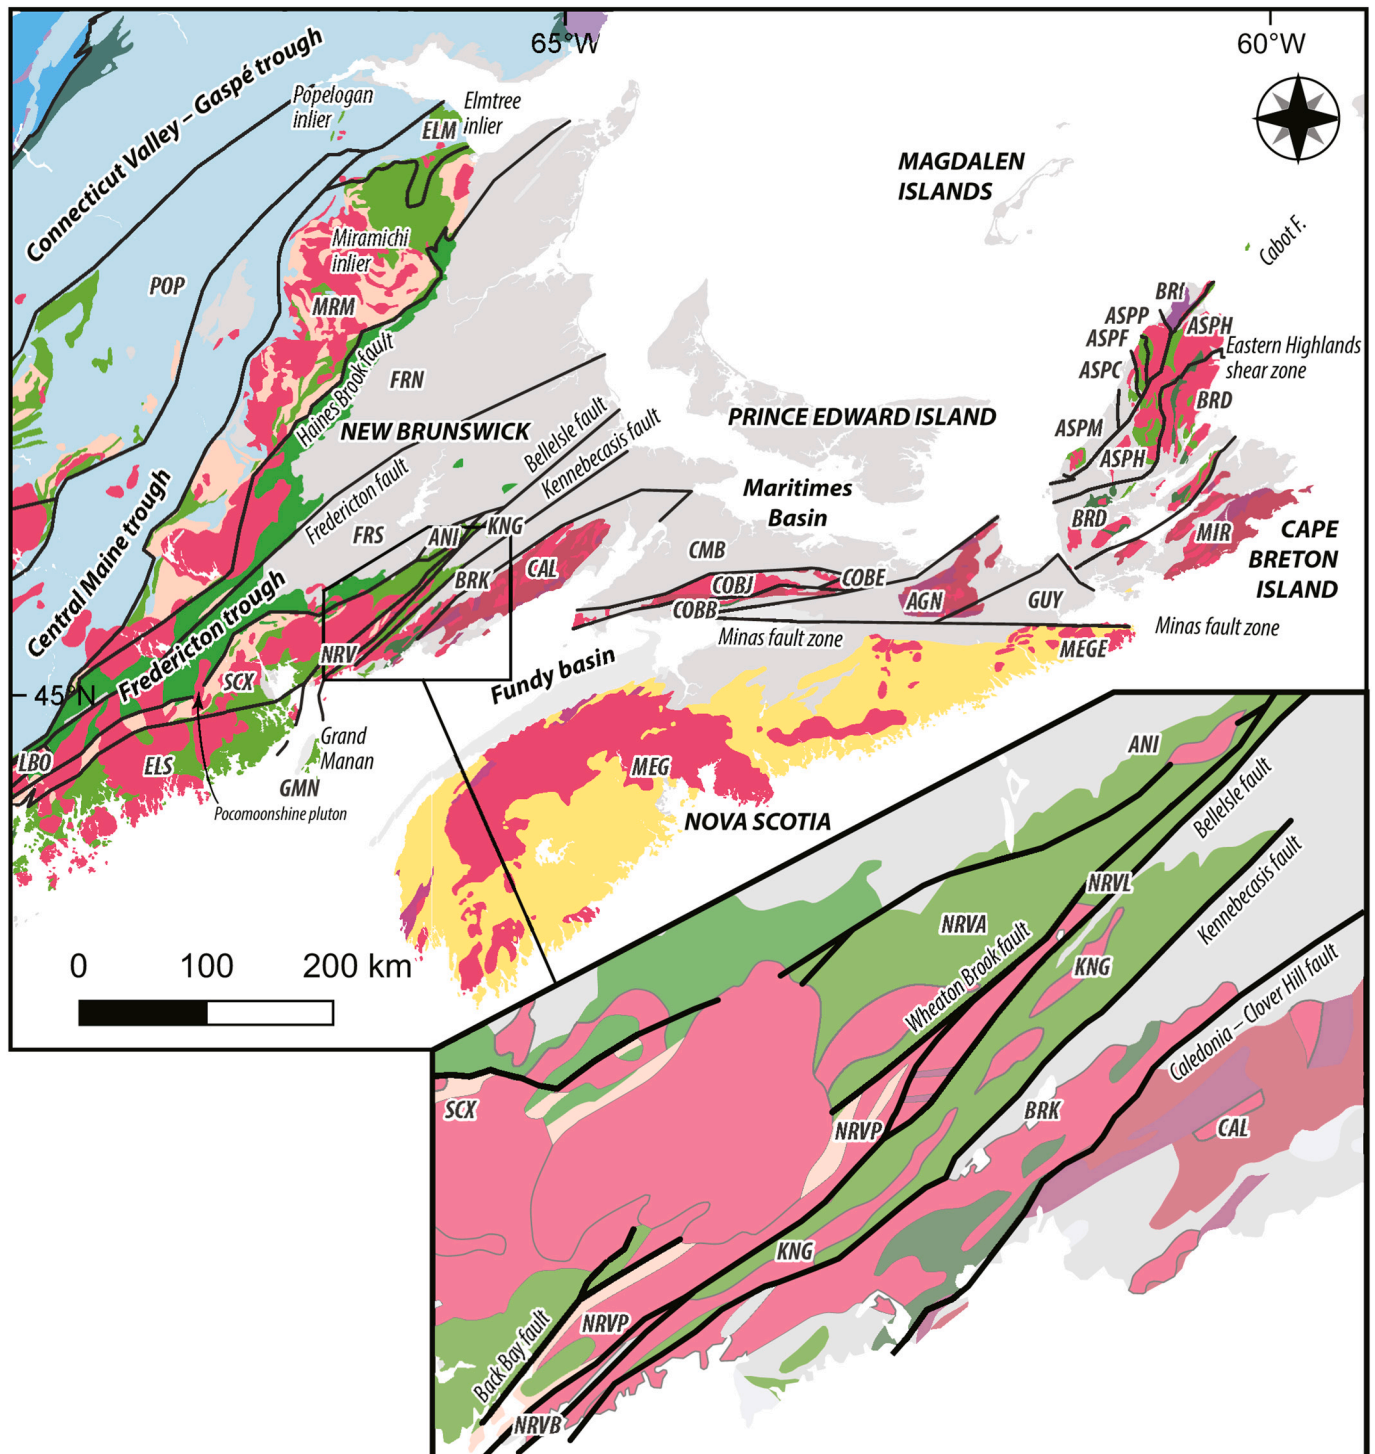 65°W
60°W
Connecticut Valley – Gaspé trough
Popelogan
inlier
Elmtree
inlier
ELM
MAGDALEN
ISLANDS
Cabot F.
Miramichi
inlier
POP
MRM
BRI
ASPP
ASPH
ASPF
Eastern Highlands
shear zone
ASPC
Haines Brook fault
FRN
BRD
NEW BRUNSWICK
PRINCE EDWARD ISLAND
ASPM
BelleIsle fault
Kennebecasis fault
ASPH
Fredericton fault
Maritimes
Basin
Central Maine trough
FRS
ANI
KNG
BRD
MIR
CAPE
BRETON
ISLAND
CMB
CAL
BRK
COBJ
COBE
COBB
AGN
GUY
Fredericton trough
Minas fault zone
Minas fault zone
MEGE
NRV
SCX
Fundy basin
45°N
Grand
Manan
LBO
ELS
GMN
MEG
Pocomoonshine pluton
NOVA SCOTIA
0 100 200 km
ANI
BelleIsle fault
Kennebecasis fault
NRVL
NRVA
Wheaton Brook fault
KNG
Caledonia – Clover Hill fault
SCX
NRVP
BRK
CAL
KNG
NRVP
Back Bay fault
NRVB